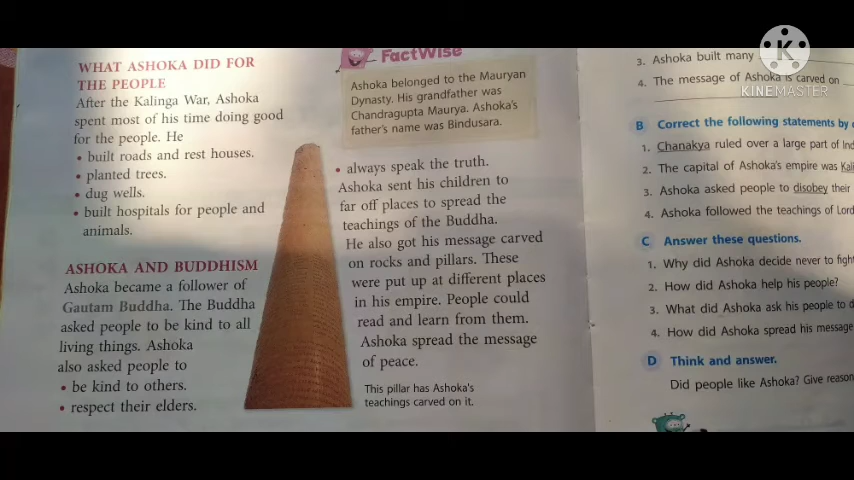 WHAT ASHOKA DID FOR
THE PEOPLE
After the Kalinga War, Ashoka
spent most of his time doing good
for the people. He
• built roads and rest houses.
• planted trees.
• dug wells.
• built hospitals for people and
animals.
ASHOKA AND BUDDHISM
Ashoka became a follower of
Gautam Buddha. The Buddha
asked people to be kind to all
living things. Ashoka
also asked people to
• be kind to others.
• respect their elders.
FactWise
Ashoka belonged to the Mauryan
Dynasty. His grandfather was
Chandragupta Maurya. Ashoka's
father's name was Bindusara.
• always speak the truth.
Ashoka sent his children to
far off places to spread the
teachings of the Buddha.
He also got his message carved
on rocks and pillars. These
were put up at different places
in his empire. People could
read and learn from them.
Ashoka spread the message
of peace.
This pillar has Ashoka's
teachings carved on it.
3. Ashoka built many
4. The message of Ashoka is carved on
B Correct the following statements by
1. Chanakya ruled over a large part of Ind
2. The capital of Ashoka's empire was Kali
3. Ashoka asked people to disobey their
4. Ashoka followed the teachings of Lord
C Answer these questions.
1. Why did Ashoka decide never to fight
2. How did Ashoka help his people?
3. What did Ashoka ask his people to d
4. How did Ashoka spread his message
D Think and answer.
Did people like Ashoka? Give reason
K
KINEMASTER